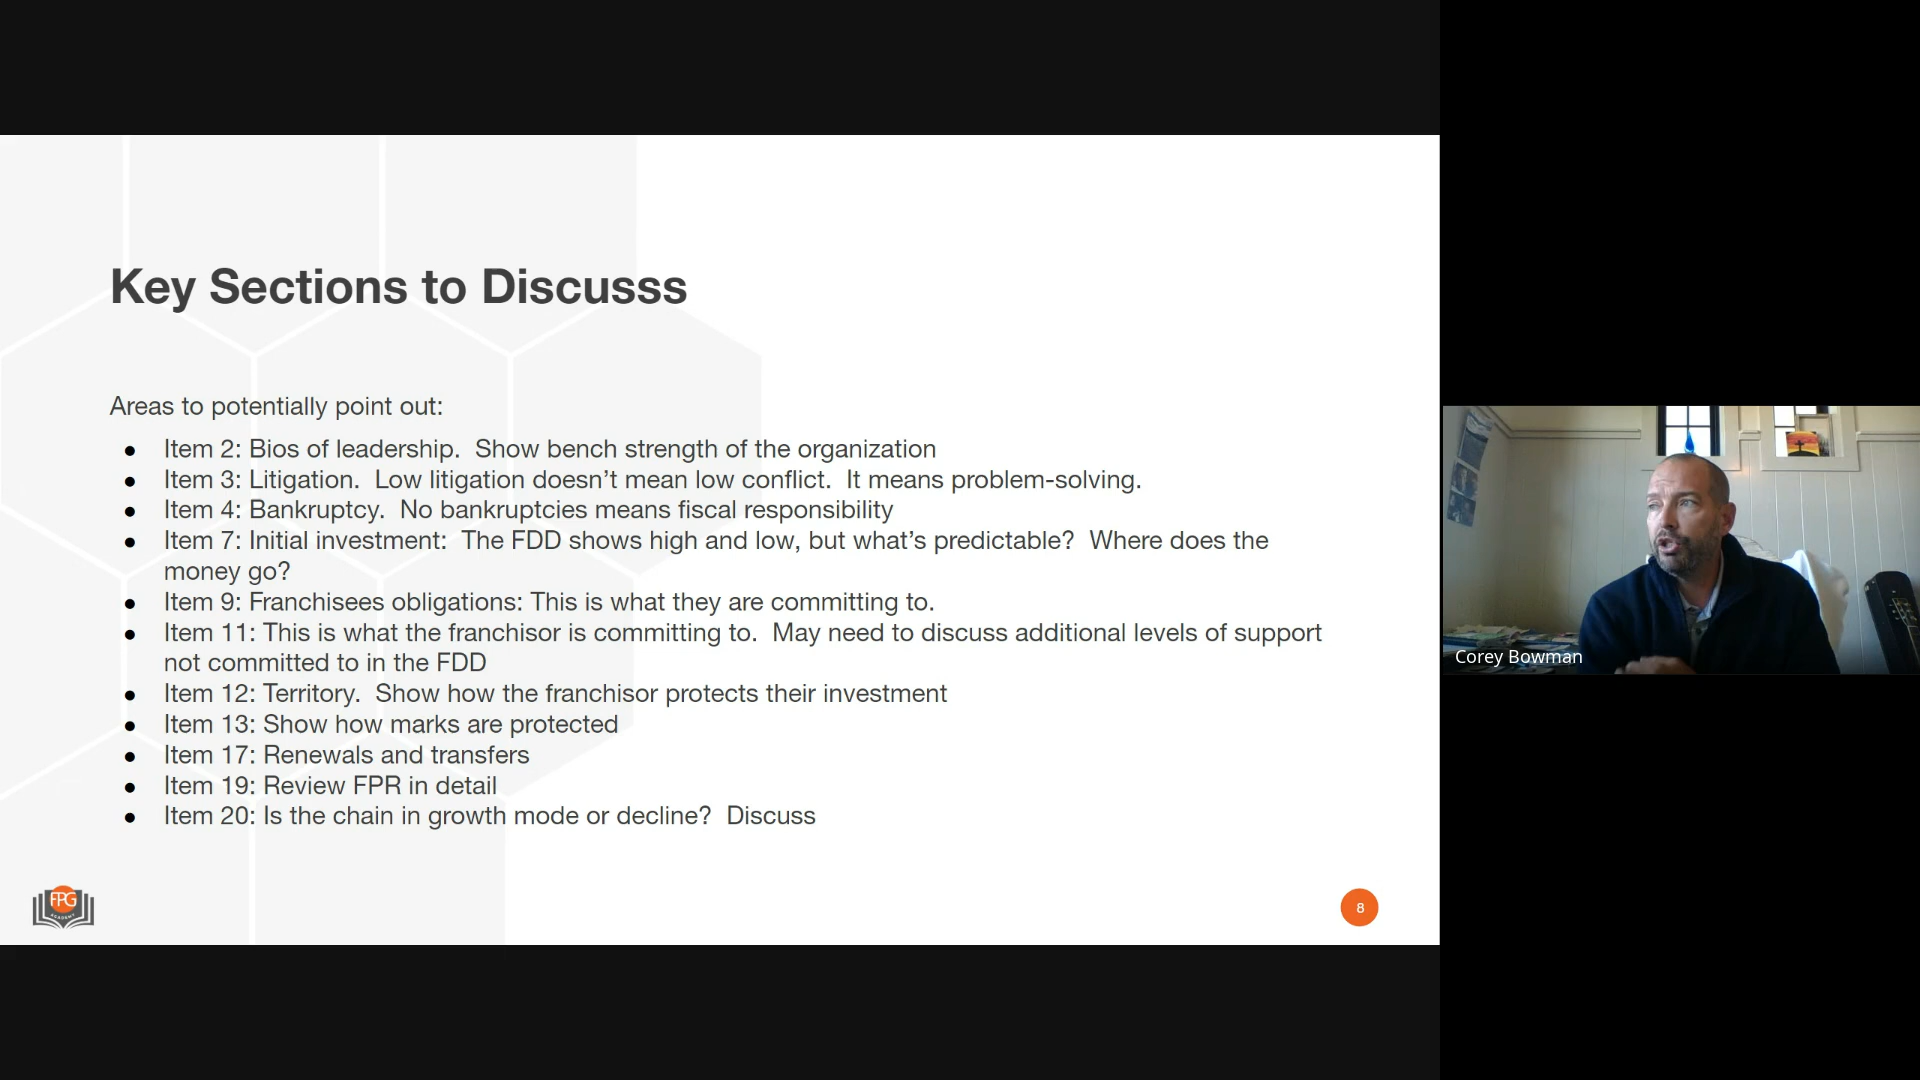 Key Sections to Discusss
Areas to potentially point out:
● Item 2: Bios of leadership.  Show bench strength of the organization
● Item 3: Litigation.  Low litigation doesn’t mean low conflict.  It means problem-solving.
● Item 4: Bankruptcy.  No bankruptcies means fiscal responsibility
● Item 7: Initial investment:  The FDD shows high and low, but what’s predictable?  Where does the
money go?
● Item 9: Franchisees obligations: This is what they are committing to.
● Item 11: This is what the franchisor is committing to.  May need to discuss additional levels of support
not committed to in the FDD
● Item 12: Territory.  Show how the franchisor protects their investment
● Item 13: Show how marks are protected
● Item 17: Renewals and transfers
● Item 19: Review FPR in detail
● Item 20: Is the chain in growth mode or decline?  Discuss
FPG
ACADEMY
8
Corey Bowman